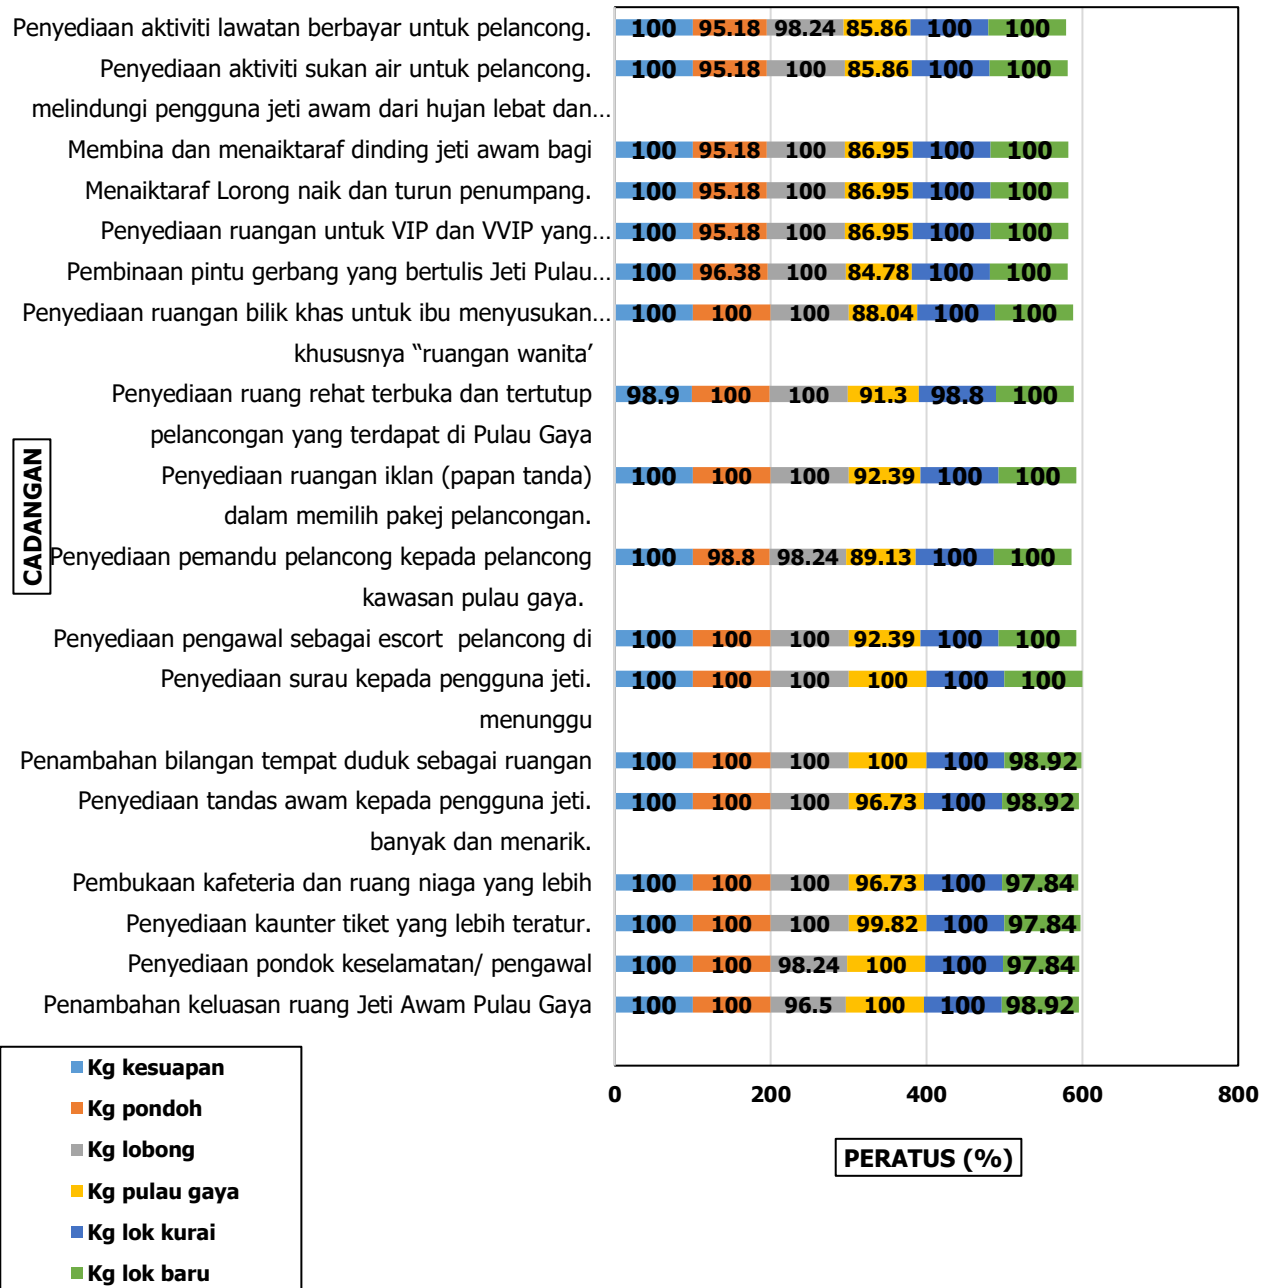 Penyediaan aktiviti lawatan berbayar untuk pelancong. 100 95.18 98.24 85.86 100 100
Penyediaan aktiviti sukan air untuk pelancong. 100 95.18 100 85.86 100 100
melindungi pengguna jeti awam dari hujan lebat dan…
Membina dan menaiktaraf dinding jeti awam bagi 100 95.18 100 86.95 100 100
Menaiktaraf Lorong naik dan turun penumpang. 100 95.18 100 86.95 100 100
Penyediaan ruangan untuk VIP dan VVIP yang… 100 95.18 100 86.95 100 100
Pembinaan pintu gerbang yang bertulis Jeti Pulau… 100 96.38 100 84.78 100 100
Penyediaan ruangan bilik khas untuk ibu menyusukan… 100 100 100 88.04 100 100
khususnya “ruangan wanita’
Penyediaan ruang rehat terbuka dan tertutup 98.9 100 100 91.3 98.8 100
pelancongan yang terdapat di Pulau Gaya
Penyediaan ruangan iklan (papan tanda) 100 100 100 92.39 100 100
dalam memilih pakej pelancongan.
Penyediaan pemandu pelancong kepada pelancong 100 98.8 98.24 89.13 100 100
kawasan pulau gaya.
Penyediaan pengawal sebagai escort pelancong di 100 100 100 92.39 100 100
Penyediaan surau kepada pengguna jeti. 100 100 100 100 100 100
menunggu
Penambahan bilangan tempat duduk sebagai ruangan 100 100 100 100 100 98.92
Penyediaan tandas awam kepada pengguna jeti. 100 100 100 96.73 100 98.92
banyak dan menarik.
Pembukaan kafeteria dan ruang niaga yang lebih 100 100 100 96.73 100 97.84
Penyediaan kaunter tiket yang lebih teratur. 100 100 100 99.82 100 97.84
Penyediaan pondok keselamatan/ pengawal 100 100 98.24 100 100 97.84
Penambahan keluasan ruang Jeti Awam Pulau Gaya 100 100 96.5 100 100 98.92
CADANGAN
0 200 400 600 800
PERATUS (%)
Kg kesuapan
Kg pondoh
Kg lobong
Kg pulau gaya
Kg lok kurai
Kg lok baru